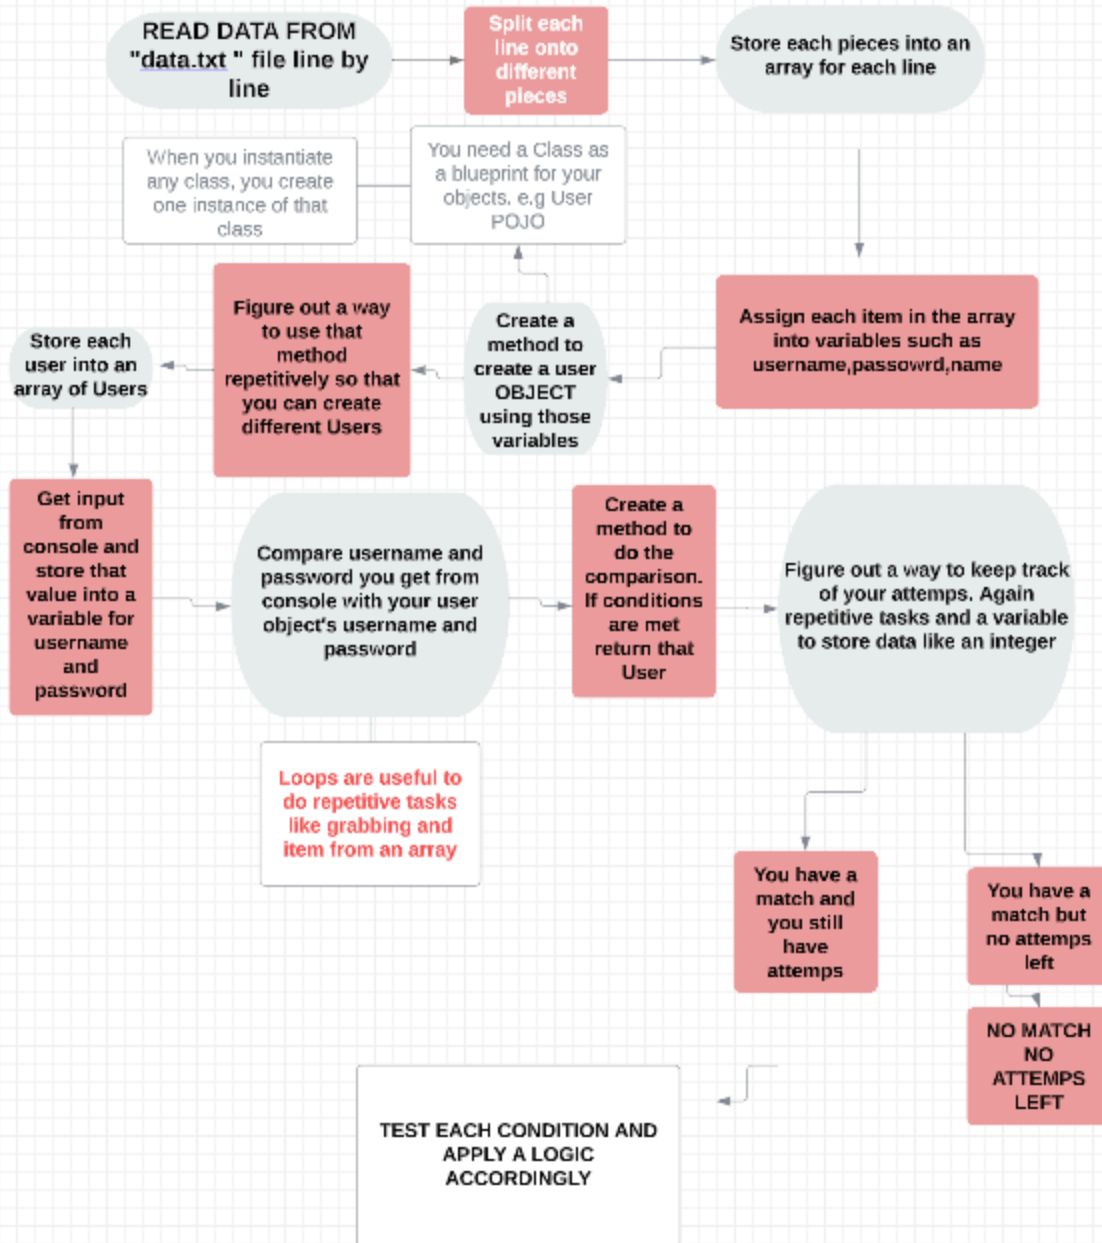 READ DATA FROM
"data.txt " file line by
line
Split each
line onto
different
pieces
Store each pieces into an
array for each line
When you instantiate
any class, you create
one instance of that
class
You need a Class as
a blueprint for your
objects. e.g User
POJO
Assign each item in the array
into variables such as
username,passowrd,name
Create a
method to
create a user
OBJECT
using those
variables
Figure out a way
to use that
method
repetitively so that
you can create
different Users
Store each
user into an
array of Users
Get input
from
console and
store that
value into a
variable for
username
and
password
Compare username and
password you get from
console with your user
object's username and
password
Loops are useful to
do repetitive tasks
like grabbing and
item from an array
Create a
method to
do the
comparison.
If conditions
are met
return that
User
Figure out a way to keep track
of your attemps. Again
repetitive tasks and a variable
to store data like an integer
You have a
match and
you still
have
attemps
You have a
match but
no attemps
left
NO MATCH
NO
ATTEMPS
LEFT
TEST EACH CONDITION AND
APPLY A LOGIC
ACCORDINGLY